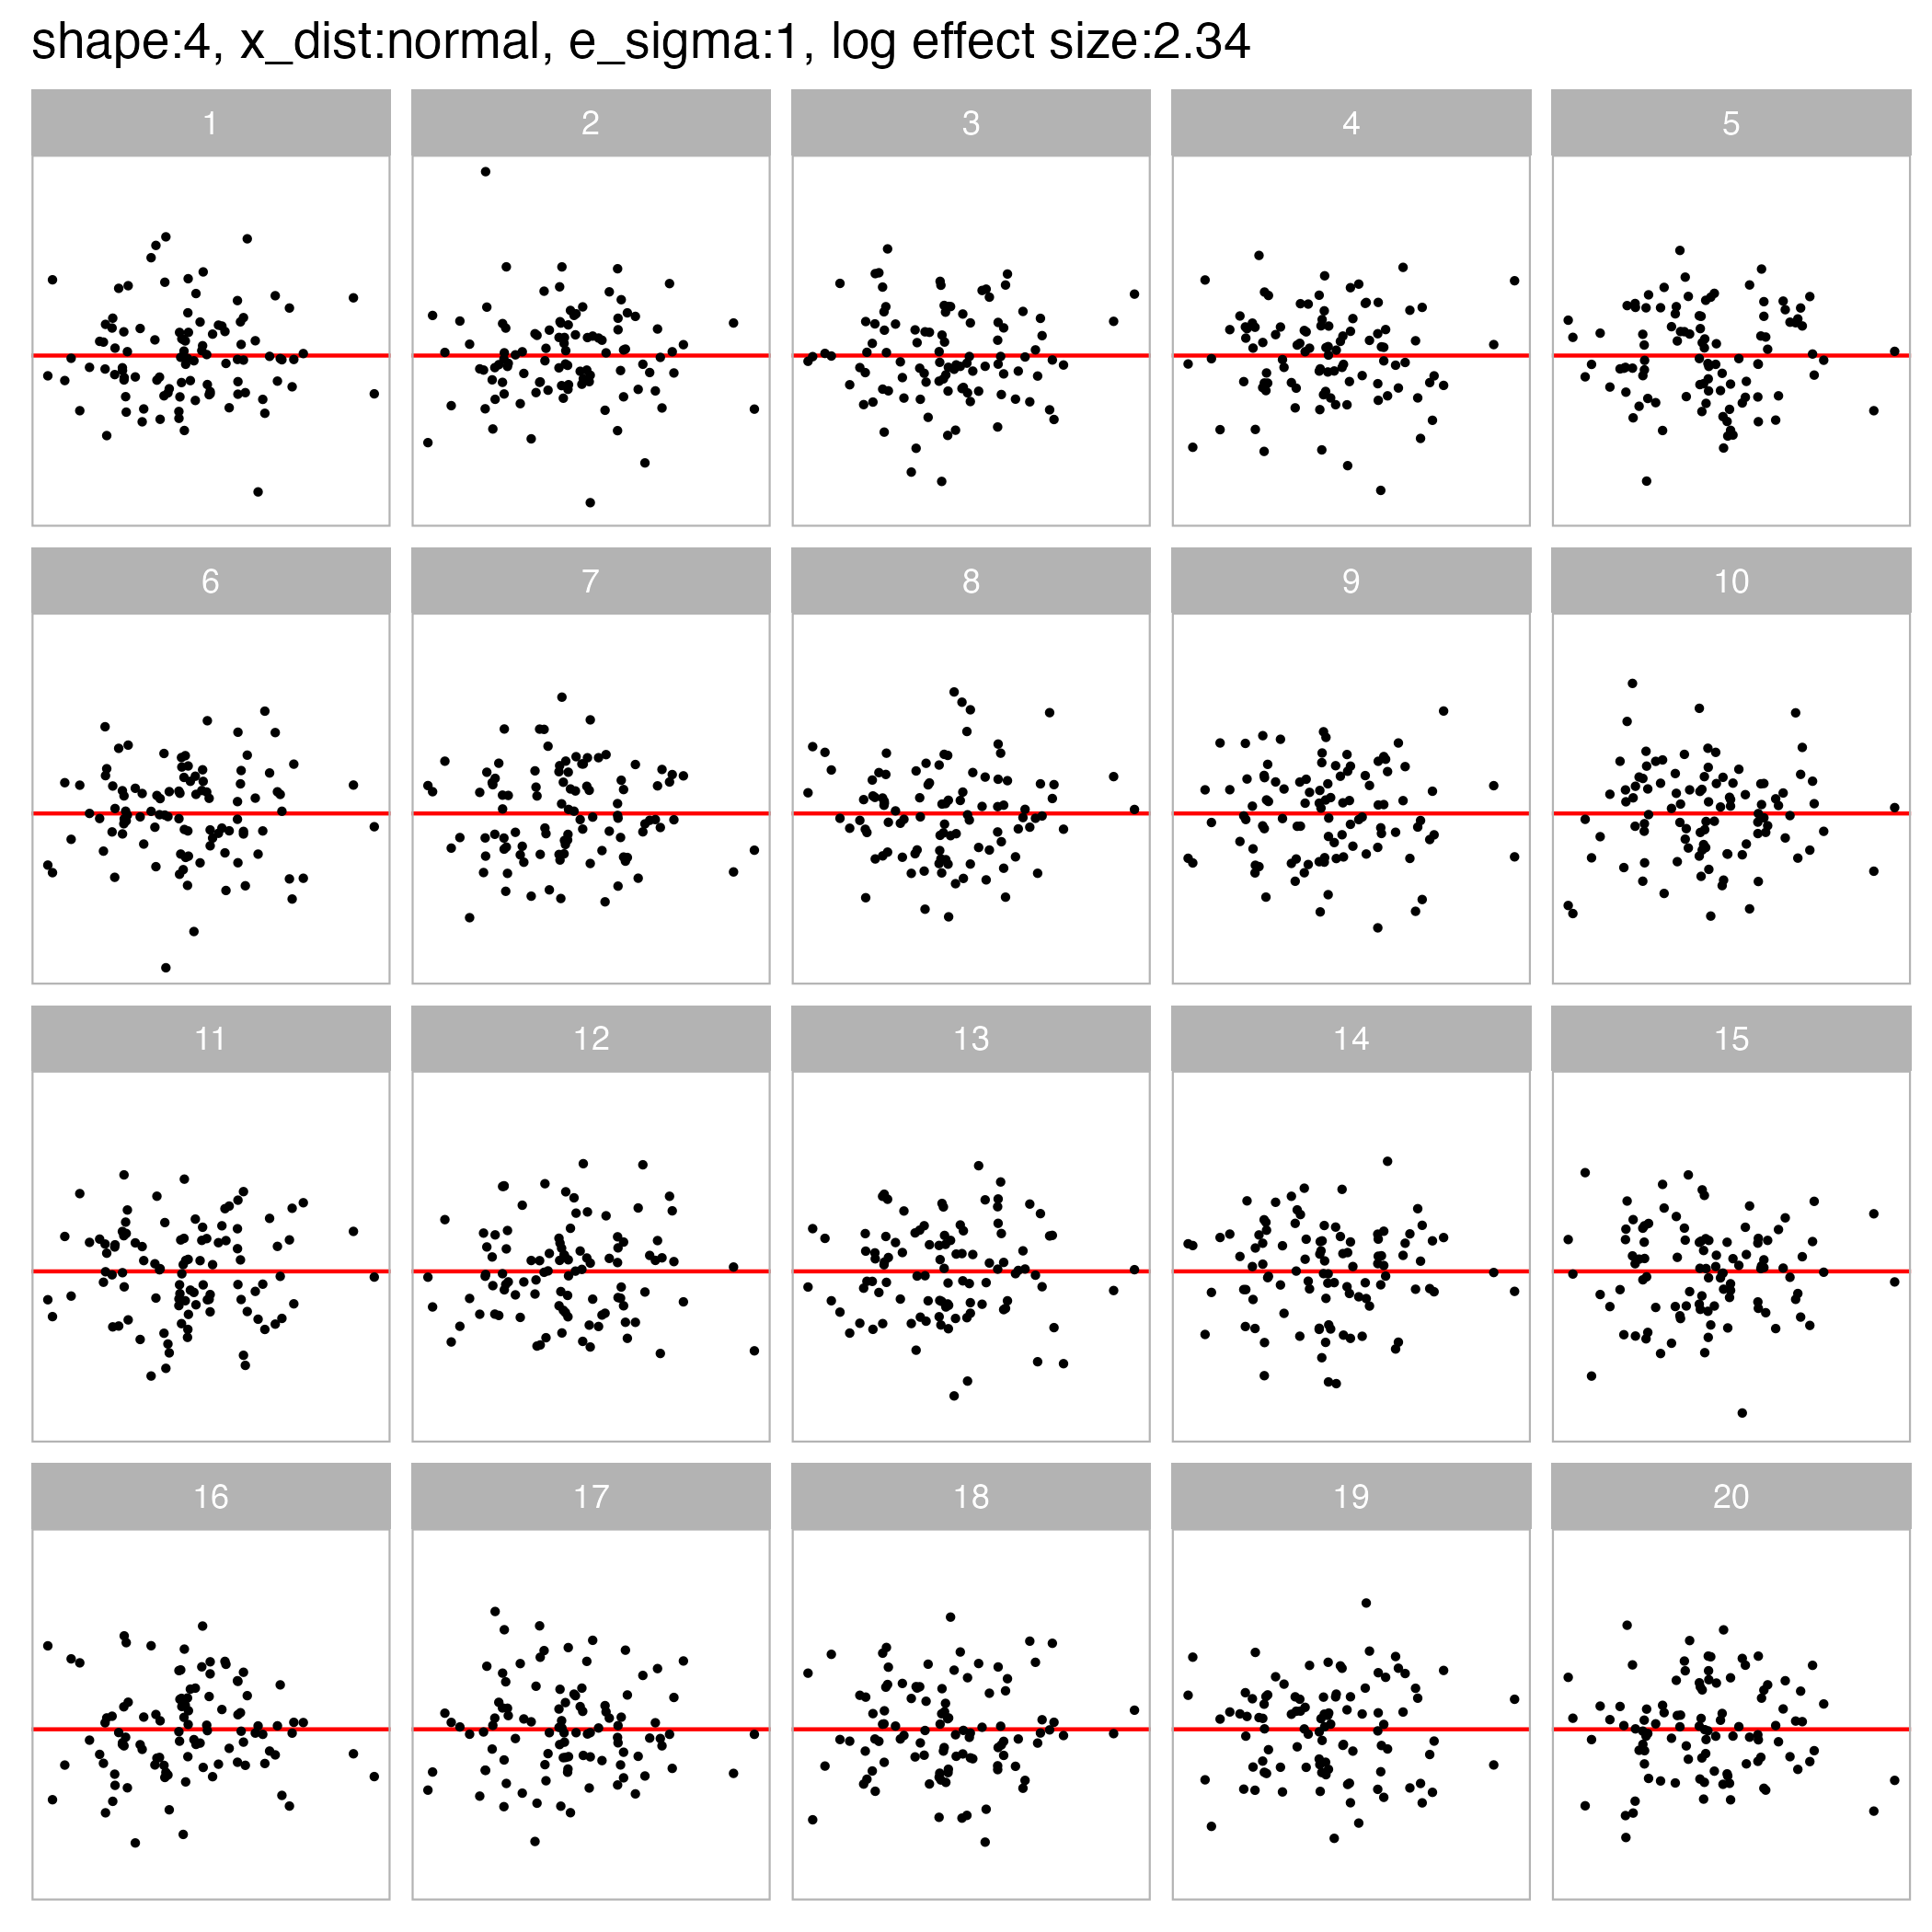 shape:4, x_dist:normal, e_sigma:1, log effect size:2.34
1 2 3 4 5
6 7 8 9 10
11 12 13 14 15
16 17 18 19 20